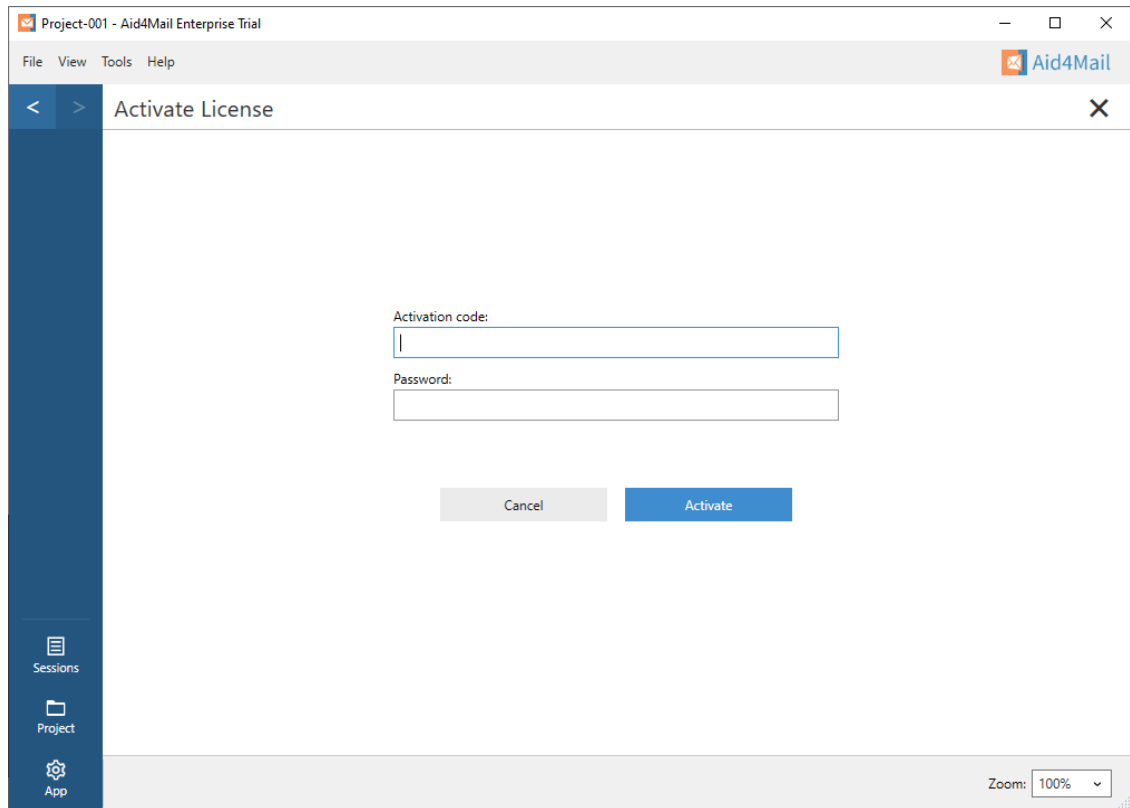 Project-001 - Aid4Mail Enterprise Trial
File View Tools Help
Aid4Mail
< >
Activate License
Activation code:
Password:
Cancel
Activate
Sessions
Project
App
Zoom: 100%